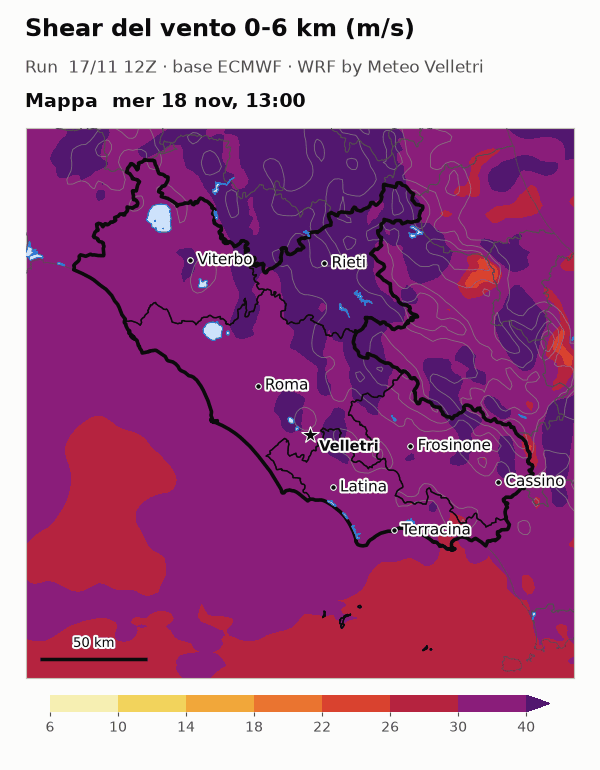 Shear del vento 0-6 km (m/s)
Run  17/11 12Z · base ECMWF · WRF by Meteo Velletri
Mappa  mer 18 nov, 13:00
Viterbo
Rieti
Roma
Velletri
Frosinone
Cassino
Latina
Terracina
50 km
6 10 14 18 22 26 30 40